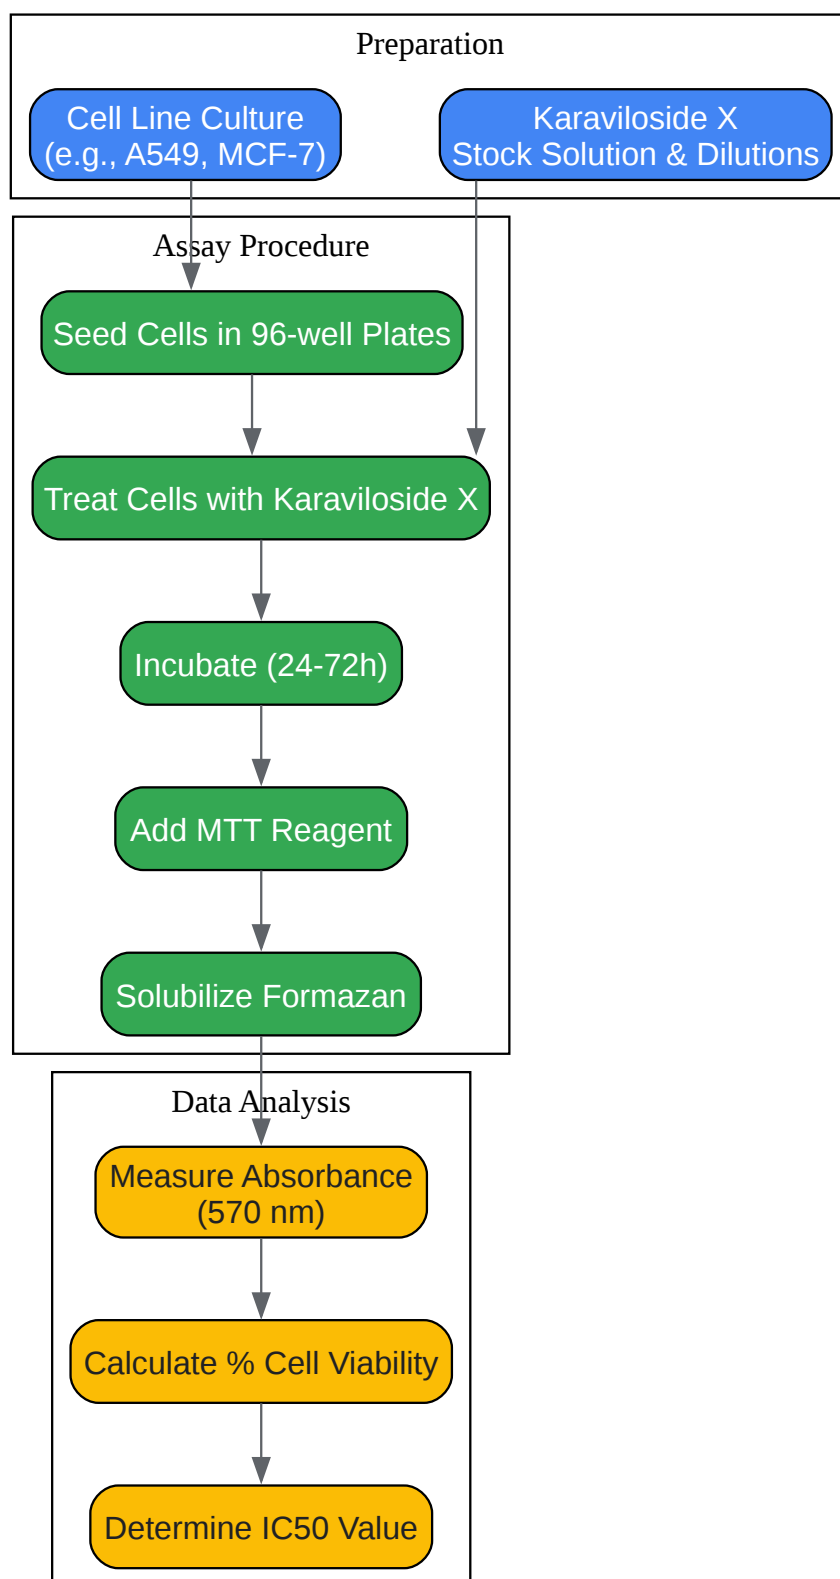 Preparation
Cell Line Culture
(e.g., A549, MCF-7)
Karaviloside X
Stock Solution & Dilutions
Assay Procedure
Seed Cells in 96-well Plates
Treat Cells with Karaviloside X
Incubate (24-72h)
Add MTT Reagent
Solubilize Formazan
Data Analysis
Measure Absorbance
(570 nm)
Calculate % Cell Viability
Determine IC50 Value